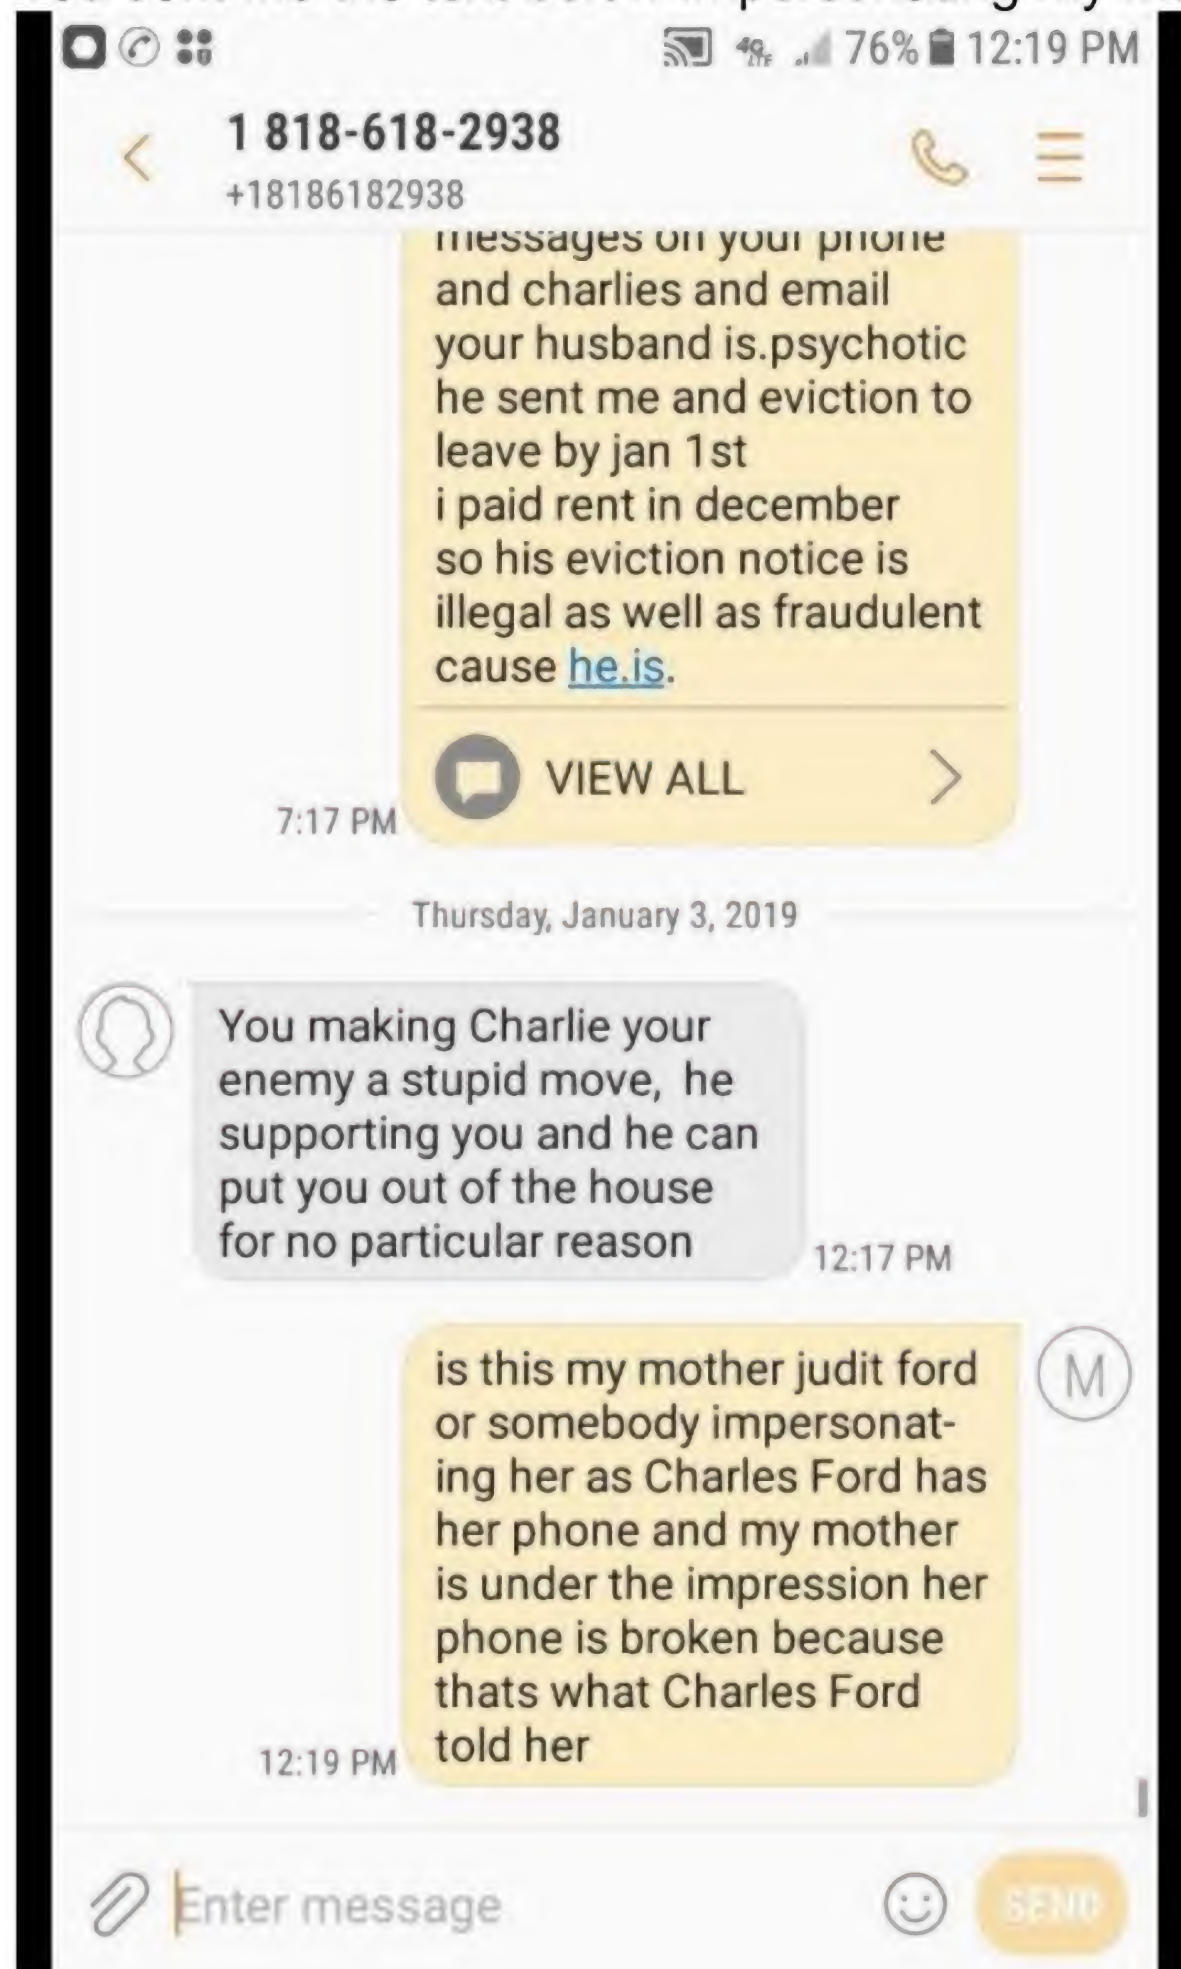 76% 12:19 PM
1 818-618-2938
+18186182938
messages on your phone
and charlies and email
your husband is.psychotic
he sent me and eviction to
leave by jan 1st
i paid rent in december
so his eviction notice is
illegal as well as fraudulent
cause he.is.
VIEW ALL
7:17 PM
Thursday, January 3, 2019
You making Charlie your
enemy a stupid move, he
supporting you and he can
put you out of the house
for no particular reason
12:17 PM
is this my mother judit ford
M
or somebody impersonat-
ing her as Charles Ford has
her phone and my mother
is under the impression her
phone is broken because
thats what Charles Ford
told her
12:19 PM
Enter message
SEND